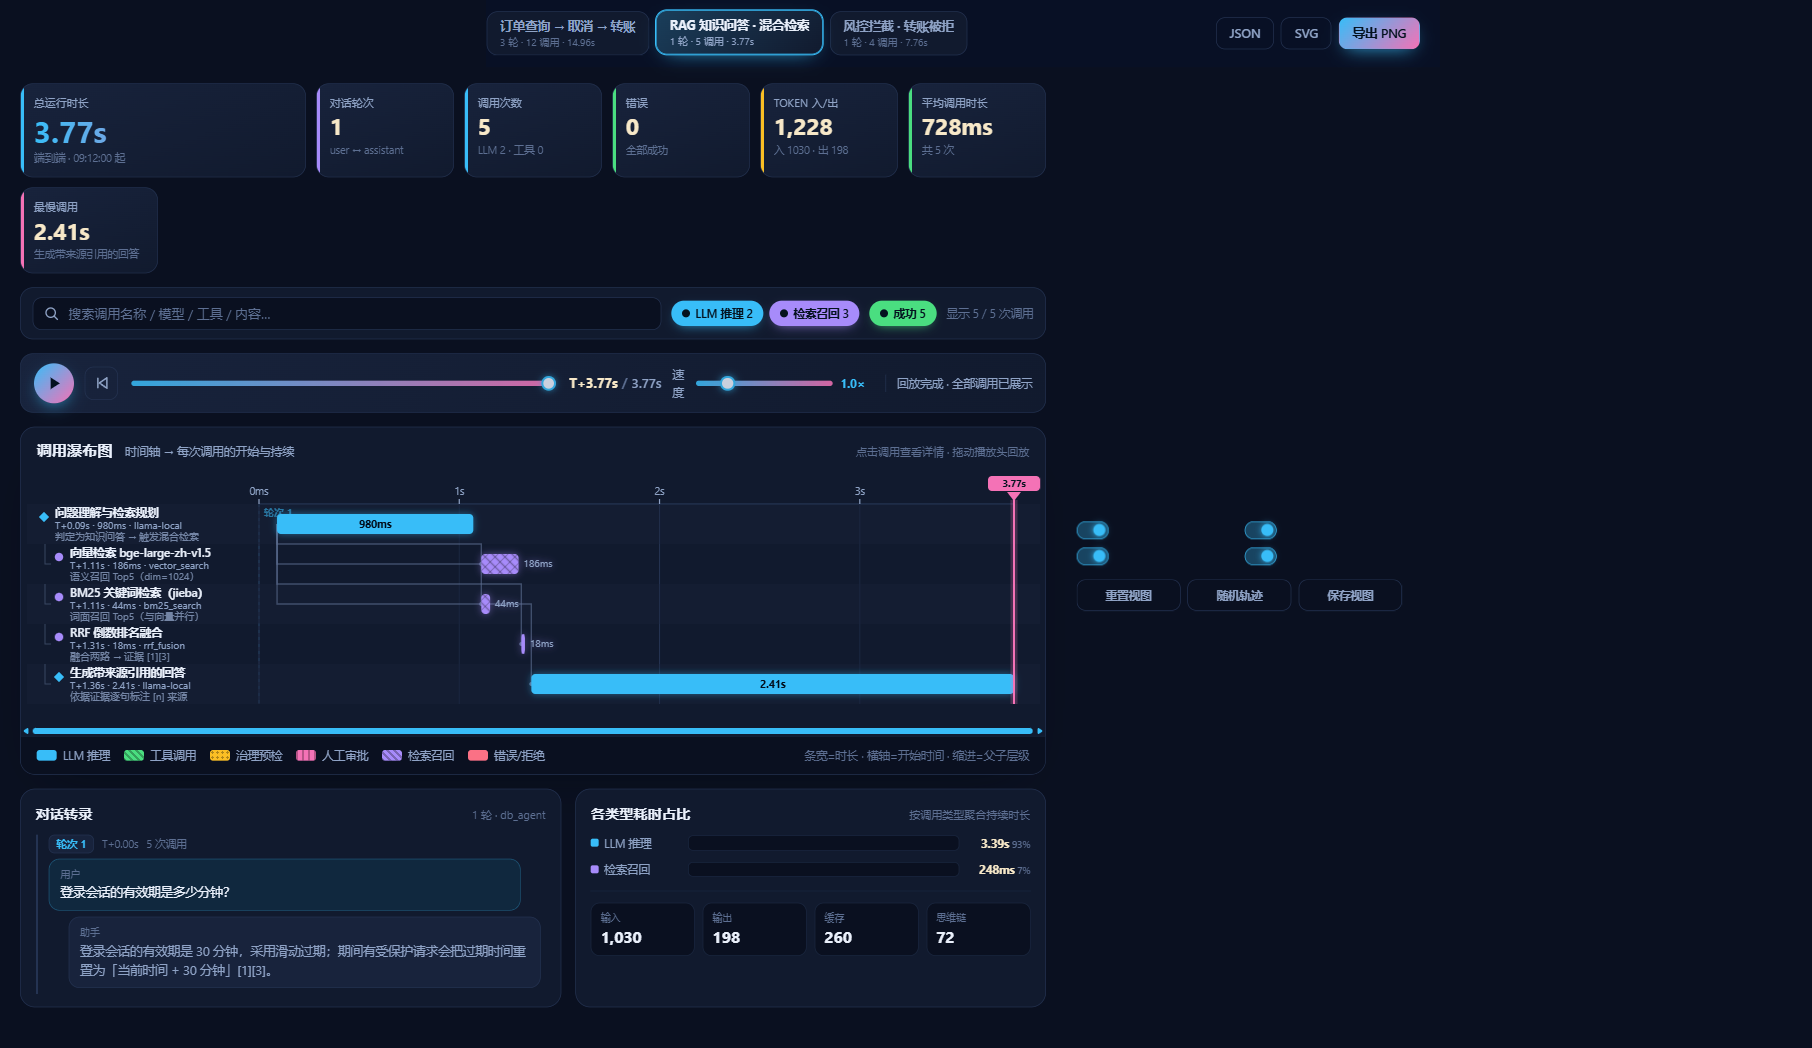 订单查询 → 取消 → 转账
3 轮 · 12 调用 · 14.96s
RAG 知识问答 · 混合检索
1 轮 · 5 调用 · 3.77s
风控拦截 · 转账被拒
1 轮 · 4 调用 · 7.76s
JSON
SVG
导出 PNG
总运行时长
3.77s
端到端 · 09:12:00 起
对话轮次
1
user ↔ assistant
调用次数
5
LLM 2 · 工具 0
错误
0
全部成功
TOKEN 入/出
1,228
入 1030 · 出 198
平均调用时长
728ms
共 5 次
最慢调用
2.41s
生成带来源引用的回答
搜索调用名称 / 模型 / 工具 / 内容...
LLM 推理 2
检索召回 3
成功 5
显示 5 / 5 次调用
T+3.77s / 3.77s
速度
1.0×
回放完成 · 全部调用已展示
调用瀑布图
时间轴 → 每次调用的开始与持续
点击调用查看详情 · 拖动播放头回放
3.77s
0ms
1s
2s
3s
轮次 1
问题理解与检索规划
T+0.09s · 980ms · llama-local
判定为知识问答 → 触发混合检索
980ms
向量检索 bge-large-zh-v1.5
T+1.11s · 186ms · vector_search
语义召回 Top5（dim=1024）
186ms
BM25 关键词检索（jieba）
T+1.11s · 44ms · bm25_search
词面召回 Top5（与向量并行）
44ms
RRF 倒数排名融合
T+1.31s · 18ms · rrf_fusion
融合两路 → 证据 [1][3]
18ms
生成带来源引用的回答
T+1.36s · 2.41s · llama-local
依据证据逐句标注 [n] 来源
2.41s
LLM 推理
工具调用
治理预检
人工审批
检索召回
错误/拒绝
条宽=时长 · 横轴=开始时间 · 缩进=父子层级
重置视图
随机轨迹
保存视图
对话转录
1 轮 · db_agent
轮次 1
T+0.00s
5 次调用
用户
登录会话的有效期是多少分钟？
助手
登录会话的有效期是 30 分钟，采用滑动过期；期间有受保护请求会把过期时间重
置为「当前时间 + 30 分钟」[1][3]。
各类型耗时占比
按调用类型聚合持续时长
LLM 推理
3.39s 93%
检索召回
248ms 7%
输入
1,030
输出
198
缓存
260
思维链
72